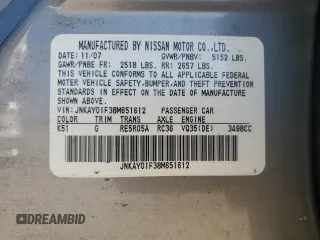 MANUFACTURED BY NISSAN MOTOR CO.,LTD.
DATE: 11/07 GVWR/PNBV: 5152 LBS.
GAWR/PNBE FR: 2518 LBS. RR: 2657 LBS.
THIS VEHICLE CONFORMS TO ALL APPLICABLE FEDERAL
MOTOR VEHICLE SAFETY, BUMPER, AND THEFT PREVENTION
STANDARDS IN EFFECT ON THE DATE OF MANUFACTURE
SHOWN ABOVE.
VIN: JNKAY01F38M651612 PASSENGER CAR
COLOR TRIM TRANS AXLE ENGINE
K51 G RE5R05A RC36 VQ35(DE) 3498CC
JNKAY01F38M651612
DREAMBID